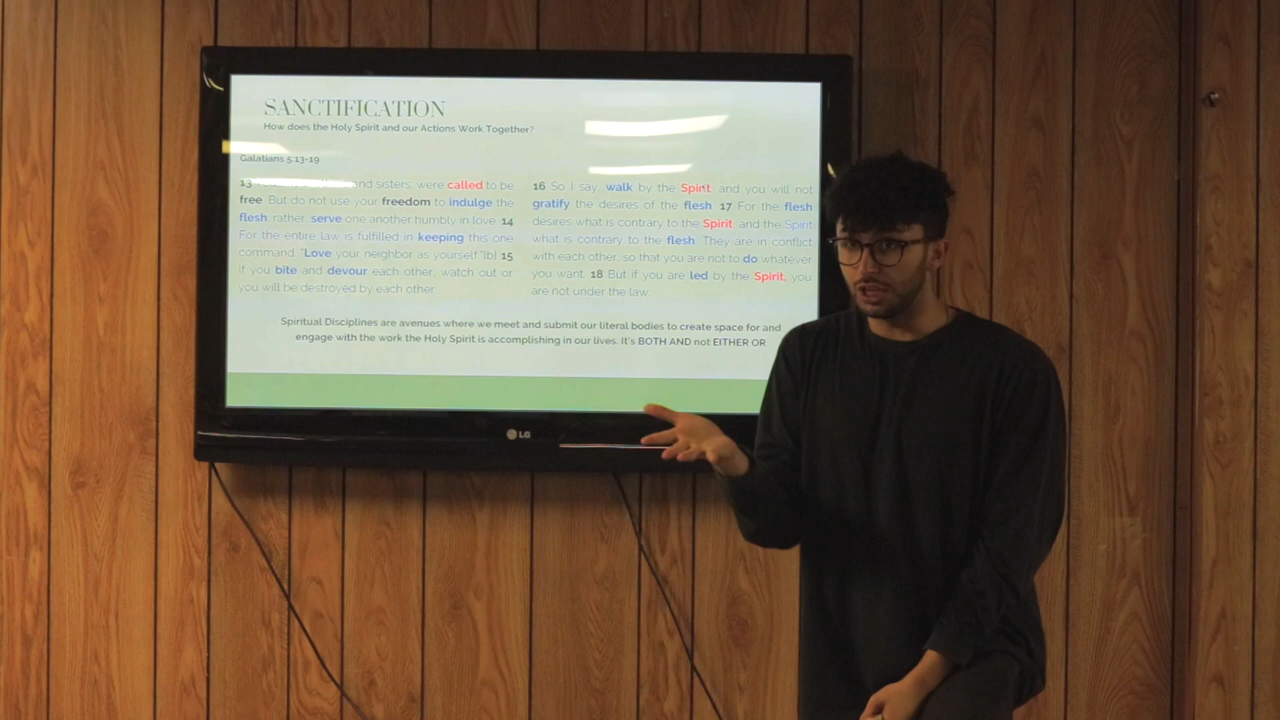 SANCTIFICATION
How does the Holy Spirit and our Actions Work Together?
Galatians 5:13-19
13 and sisters, were called to be
free. But do not use your freedom to indulge the
flesh; rather, serve one another humbly in love. 14
For the entire law is fulfilled in keeping this one
command: "Love your neighbor as yourself."[b] 15
If you bite and devour each other, watch out or
you will be destroyed by each other.
16 So I say, walk by the Spirit, and you will not
gratify the desires of the flesh. 17 For the flesh
desires what is contrary to the Spirit, and the Spirit
what is contrary to the flesh. They are in conflict
with each other, so that you are not to do whatever
you want. 18 But if you are led by the Spirit, you
are not under the law.
Spiritual Disciplines are avenues where we meet and submit our literal bodies to create space for and
engage with the work the Holy Spirit is accomplishing in our lives. It's BOTH AND not EITHER OR
LG